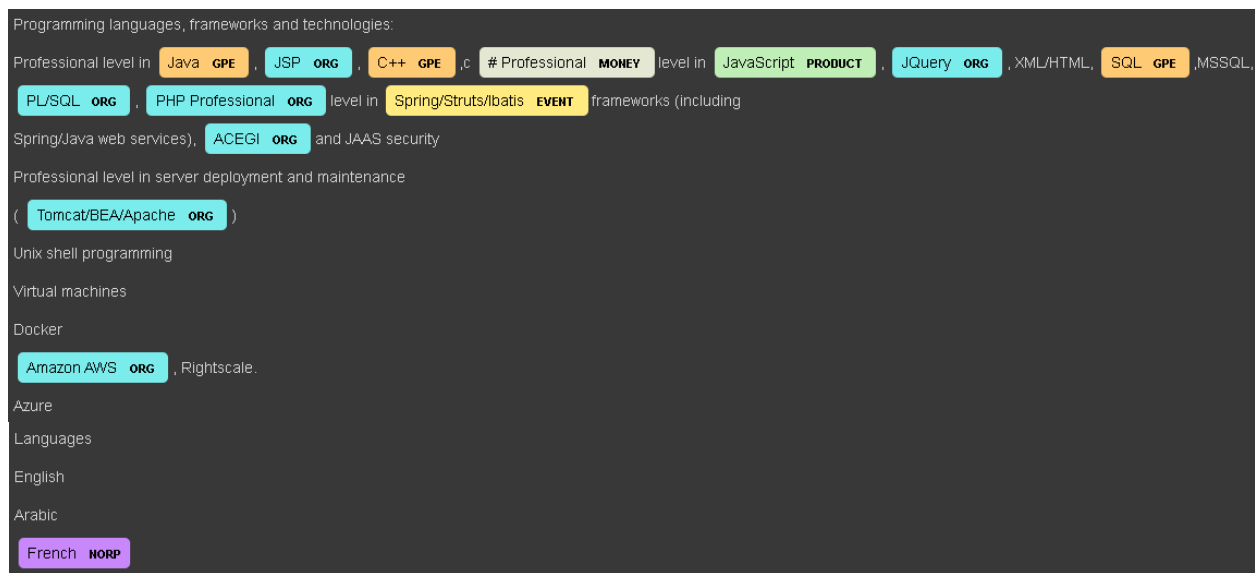 Programming languages, frameworks and technologies:
Professional level in Java GPE , JSP ORG , C++ GPE ,c # Professional MONEY level in JavaScript PRODUCT , JQuery ORG , XML/HTML, SQL GPE ,MSSQL,
PL/SQL ORG , PHP Professional ORG level in Spring/Struts/Ibatis EVENT frameworks (including
Spring/Java web services), ACEGI ORG and JAAS security
Professional level in server deployment and maintenance
( Tomcat/BEA/Apache ORG )
Unix shell programming
Virtual machines
Docker
Amazon AWS ORG , Rightscale.
Azure
Languages
English
Arabic
French NORP